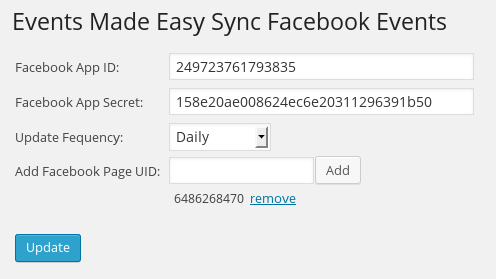 Events Made Easy Sync Facebook Events
Facebook App ID: 249723761793835
Facebook App Secret: 158e20ae008624ec6e20311296391b50
Update Fequency: Daily
Add Facebook Page UID: Add
6486268470 remove
Update